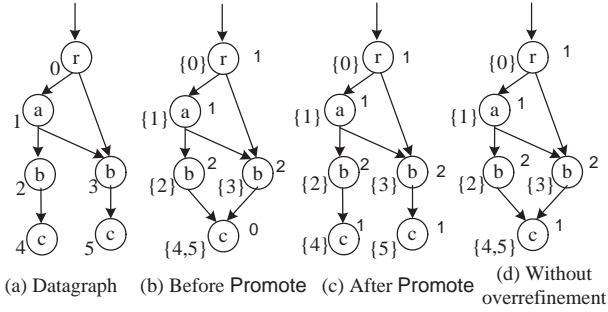 r
0
a
1
b
2
b
3
c
4
c
5
(a) Datagraph
{0} r 1
{1} a 1
{2} b 2
{3} b 2
{4,5} c 0
(b) Before Promote
{0} r 1
{1} a 1
{2} b 2
{3} b 2
{4} c 1
{5} c 1
(c) After Promote
{0} r 1
{1} a 1
{2} b 2
{3} b 2
{4,5} c 1
(d) Without
overrefinement